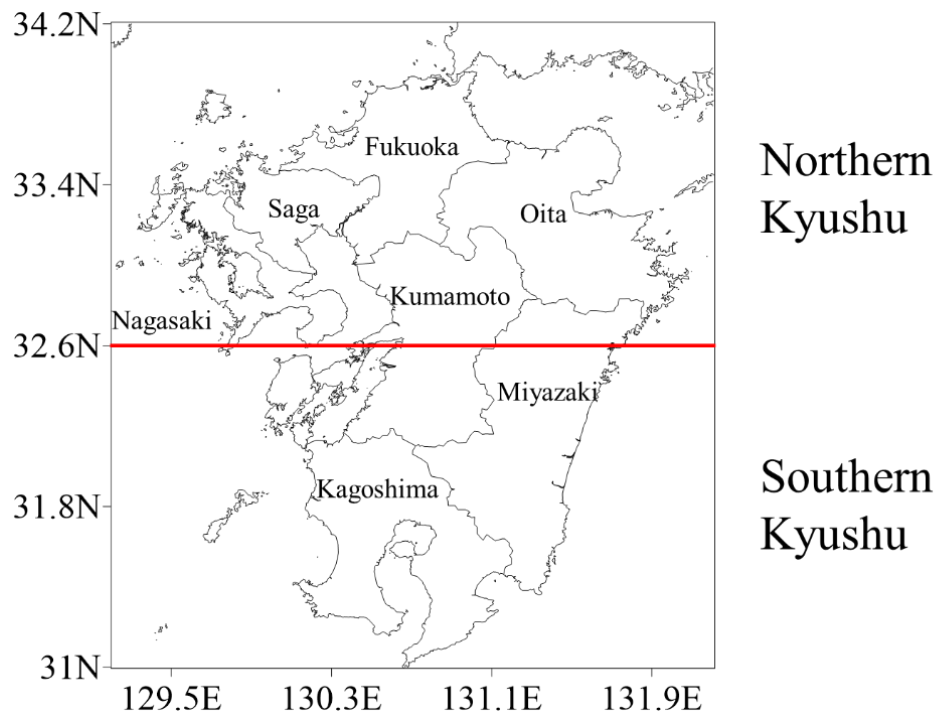 34.2N
Fukuoka
Northern
Kyushu
33.4N
Saga
Oita
Kumamoto
Nagasaki
32.6N
Miyazaki
Southern
Kyushu
Kagoshima
31.8N
31N
129.5E 130.3E 131.1E 131.9E